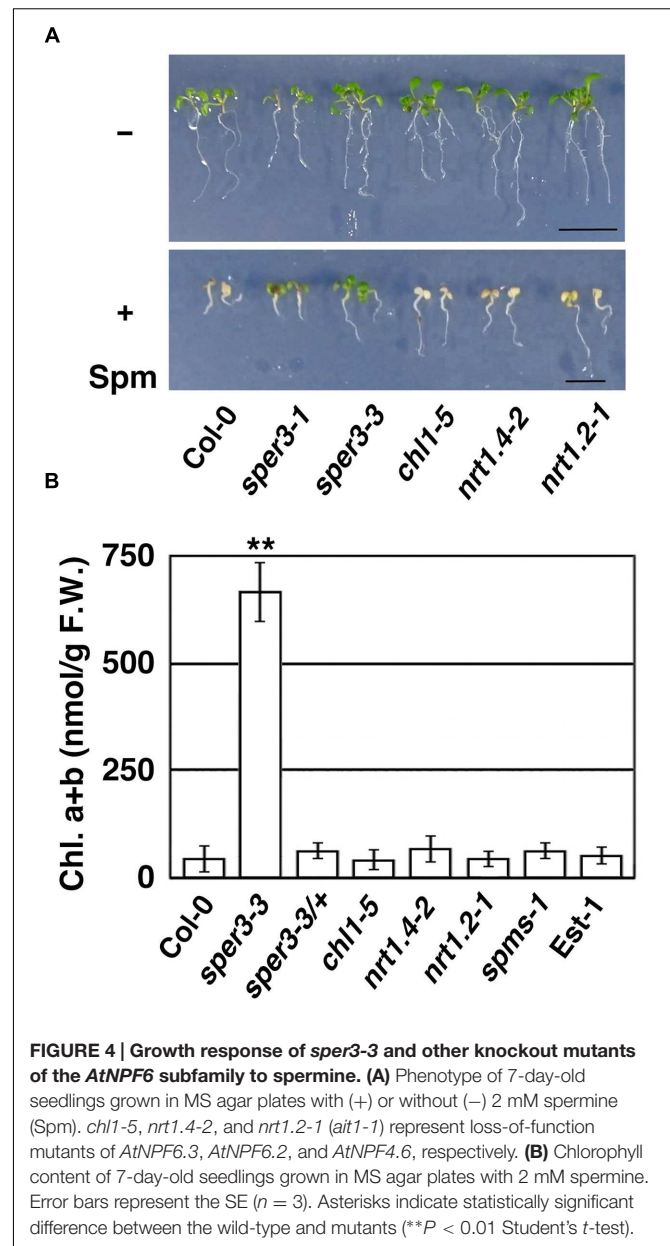 A
−
+
Spm
Col-0
sper3-1
sper3-3
chl1-5
nrt1.4-2
nrt1.2-1
B
Chl. a+b (nmol/g F.W.)
750
**
500
250
0
Col-0
sper3-3
sper3-3/+
chl1-5
nrt1.4-2
nrt1.2-1
spms-1
Est-1
FIGURE 4 | Growth response of sper3-3 and other knockout mutants
of the AtNPF6 subfamily to spermine. (A) Phenotype of 7-day-old
seedlings grown in MS agar plates with (+) or without (−) 2 mM spermine
(Spm). chl1-5, nrt1.4-2, and nrt1.2-1 (ait1-1) represent loss-of-function
mutants of AtNPF6.3, AtNPF6.2, and AtNPF4.6, respectively. (B) Chlorophyll
content of 7-day-old seedlings grown in MS agar plates with 2 mM spermine.
Error bars represent the SE (n = 3). Asterisks indicate statistically significant
difference between the wild-type and mutants (**P < 0.01 Student's t-test).